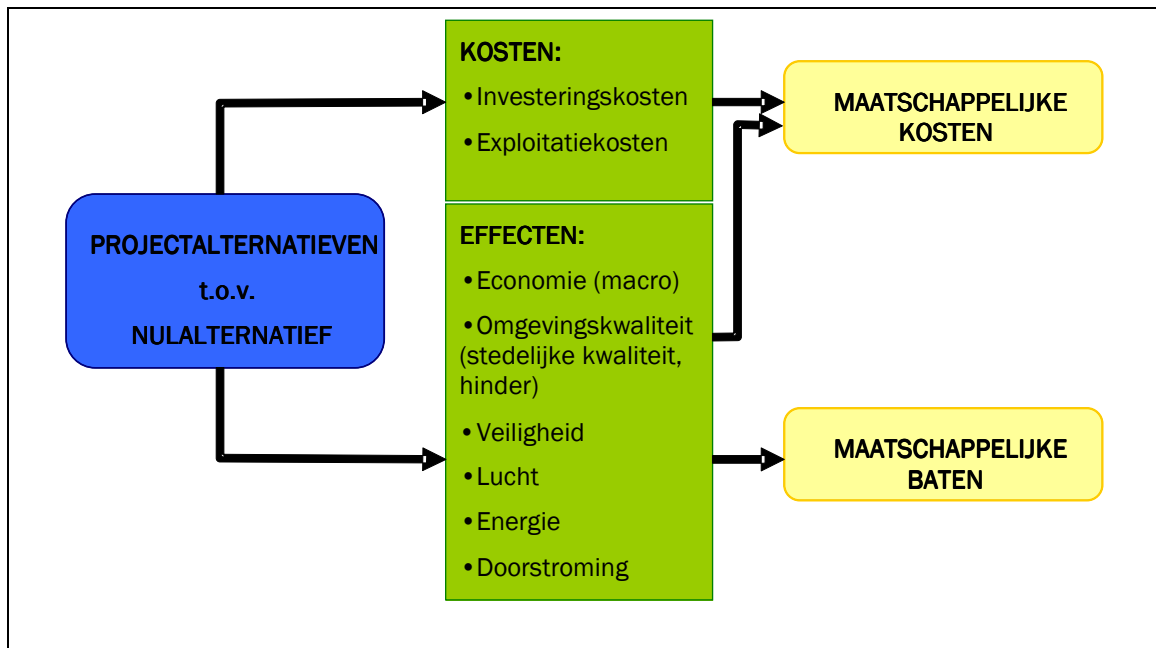 PROJECTALTERNATIEVEN
t.o.v.
NULALTERNATIEF
KOSTEN:
•Investeringskosten
•Exploitatiekosten
EFFECTEN:
•Economie (macro)
•Omgevingskwaliteit
(stedelijke kwaliteit,
hinder)
•Veiligheid
•Lucht
•Energie
•Doorstroming
MAATSCHAPPELIJKE
KOSTEN
MAATSCHAPPELIJKE
BATEN